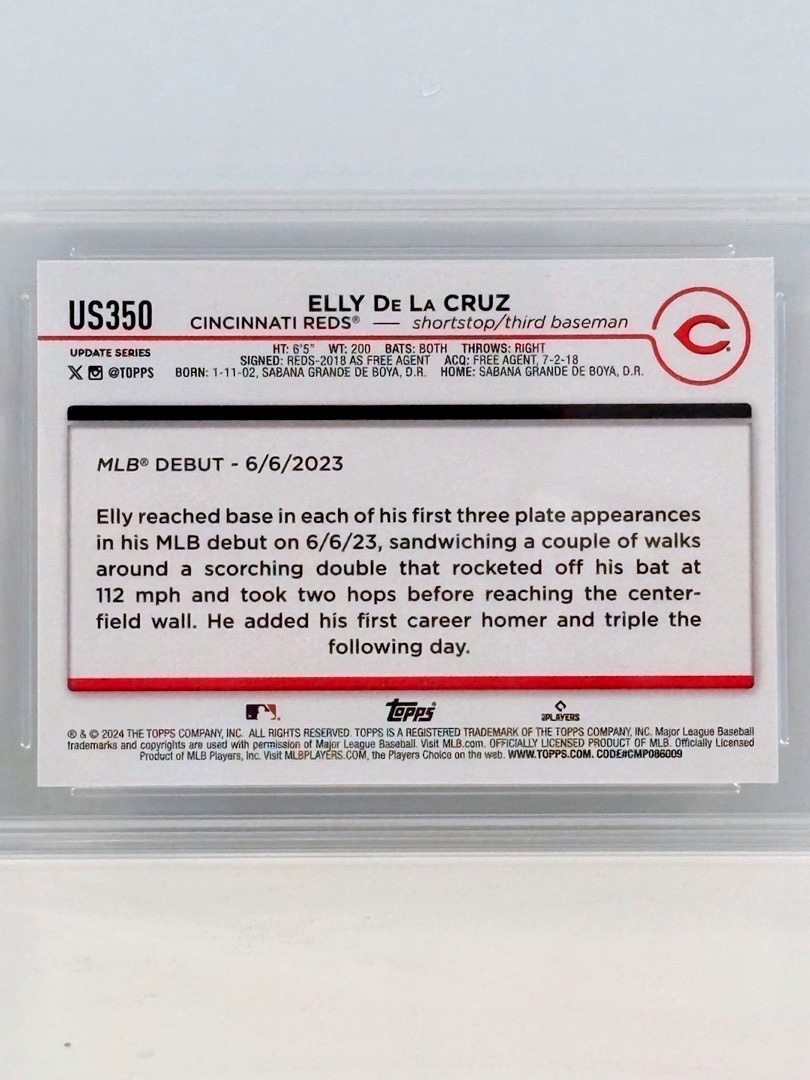 US350
ELLY DE LA CRUZ
CINCINNATI REDS® — shortstop/third baseman
C
UPDATE SERIES
@TOPPS
HT: 6'5" WT: 200 BATS: BOTH THROWS: RIGHT
SIGNED: REDS-2018 AS FREE AGENT ACQ: FREE AGENT, 7-2-18
BORN: 1-11-02, SABANA GRANDE DE BOYA, D.R. HOME: SABANA GRANDE DE BOYA, D.R.
MLB® DEBUT - 6/6/2023
Elly reached base in each of his first three plate appearances
in his MLB debut on 6/6/23, sandwiching a couple of walks
around a scorching double that rocketed off his bat at
112 mph and took two hops before reaching the center-
field wall. He added his first career homer and triple the
following day.
topps
PLAYERS
® & © 2024 THE TOPPS COMPANY, INC. ALL RIGHTS RESERVED. TOPPS IS A REGISTERED TRADEMARK OF THE TOPPS COMPANY, INC. Major League Baseball
trademarks and copyrights are used with permission of Major League Baseball. Visit MLB.com. OFFICIALLY LICENSED PRODUCT OF MLB. Officially Licensed
Product of MLB Players, Inc. Visit MLBPLAYERS.COM, the Players Choice on the web. WWW.TOPPS.COM. CODE#CMP086009